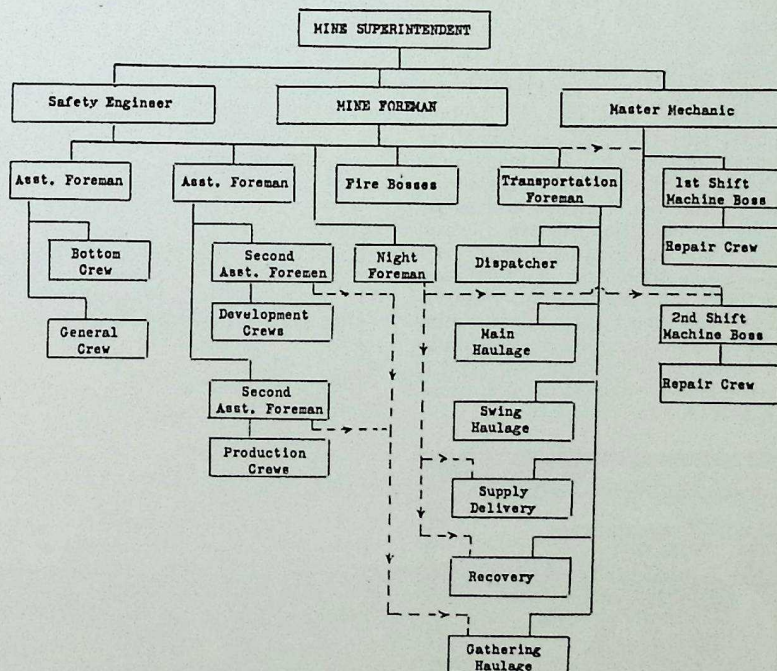 MINE SUPERINTENDENT
Safety Engineer
MINE FOREMAN
Master Mechanic
Asst. Foreman
Asst. Foreman
Fire Bosses
Transportation
Foreman
1st Shift
Machine Boss
Bottom
Crew
Second
Asst. Foremen
Night
Foreman
Dispatcher
Repair Crew
General
Crew
Development
Crews
Main
Haulage
2nd Shift
Machine Boss
Second
Asst. Foreman
Swing
Haulage
Repair Crew
Production
Crews
Supply
Delivery
Recovery
Gathering
Haulage